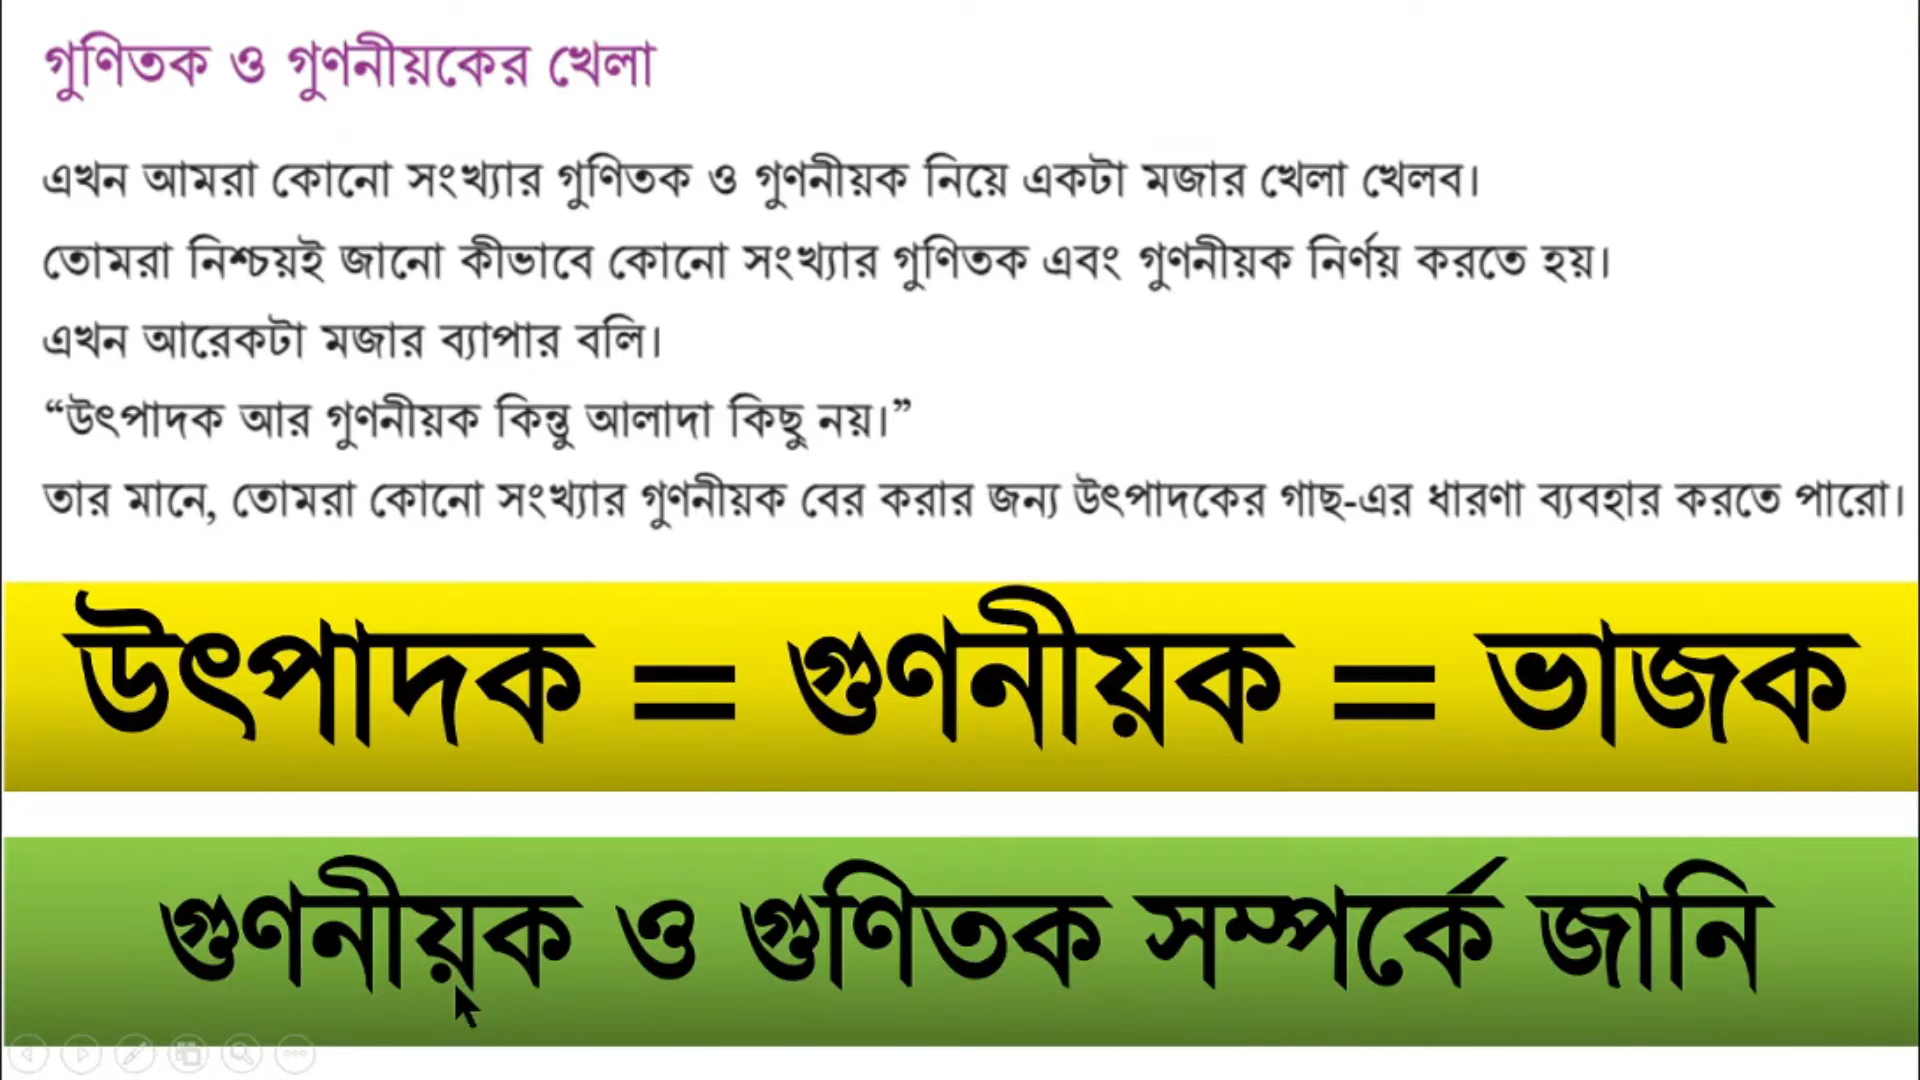 গুণিতক ও গুণনীয়কের খেলা
এখন আমরা কোনো সংখ্যার গুণিতক ও গুণনীয়ক নিয়ে একটা মজার খেলা খেলব।
তোমরা নিশ্চয়ই জানো কীভাবে কোনো সংখ্যার গুণিতক এবং গুণনীয়ক নির্ণয় করতে হয়।
এখন আরেকটা মজার ব্যাপার বলি।
“উৎপাদক আর গুণনীয়ক কিন্তু আলাদা কিছু নয়।”
তার মানে, তোমরা কোনো সংখ্যার গুণনীয়ক বের করার জন্য উৎপাদকের গাছ-এর ধারণা ব্যবহার করতে পারো।
উৎপাদক = গুণনীয়ক = ভাজক
গুণনীয়ক ও গুণিতক সম্পর্কে জানি